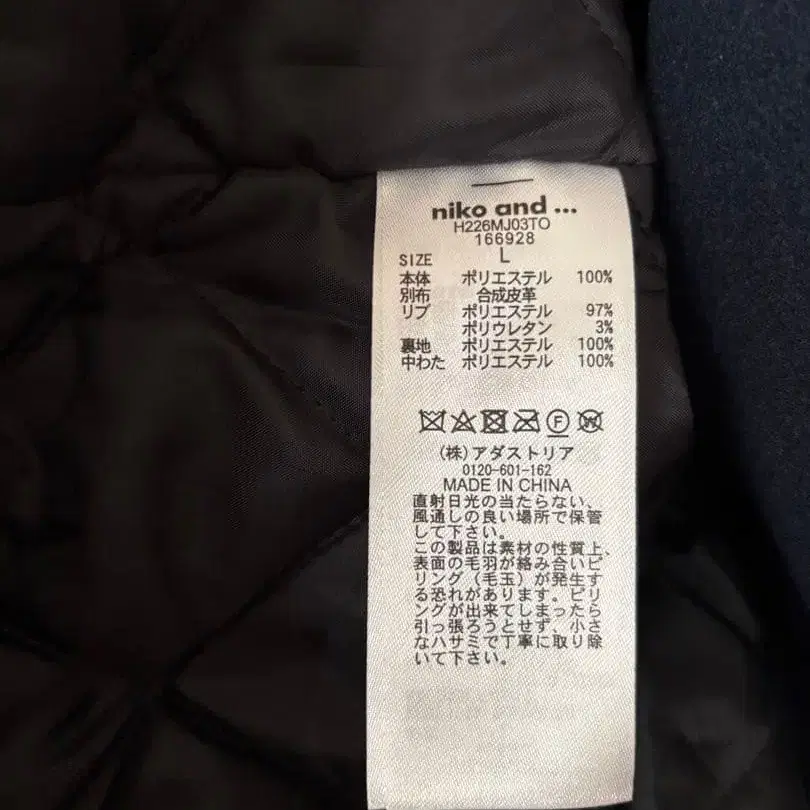 niko and ...
H226MJ03TO
166928
SIZE L
本体 ポリエステル 100%
別布 合成皮革
リブ ポリエステル 97%
ポリウレタン 3%
裏地 ポリエステル 100%
中わた ポリエステル 100%
F W
(株)アダストリア
0120-601-162
MADE IN CHINA
直射日光の当たらない、
風通しの良い場所で保管
して下さい。
この製品は素材の性質上、
表面の毛羽が絡み合いピ
リング(毛玉)が発生す
る恐れがあります。ピリ
ングが出来てしまったら
引っ張ろうとせず、小さ
なハサミで丁寧に取り除
いて下さい。